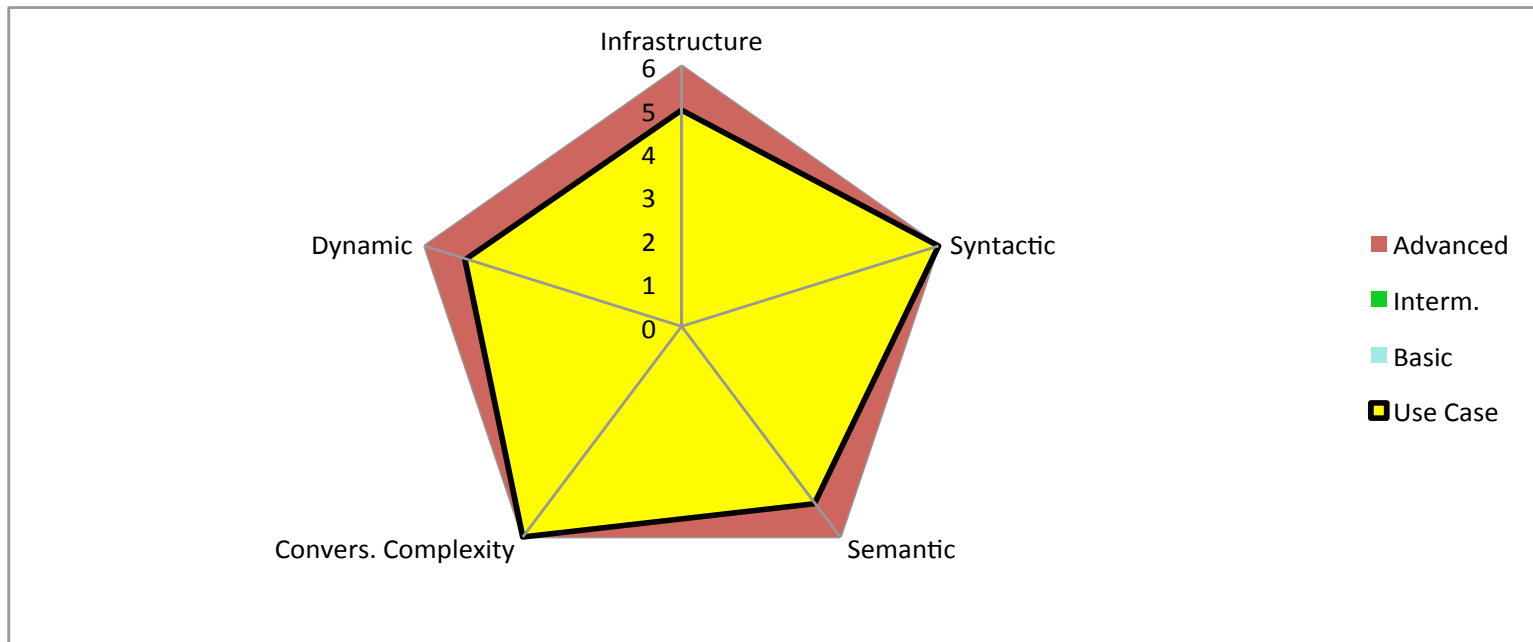 Infrastructure
6
5
4
3
2
1
0
Dynamic
Syntactic
Convers. Complexity
Semantic
Advanced
Interm.
Basic
Use Case